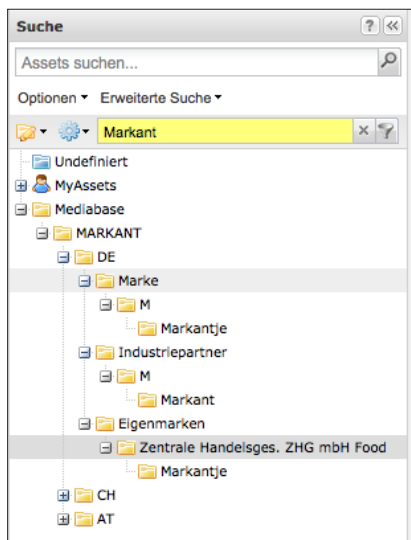 Suche
Assets suchen...
Optionen Erweiterte Suche
Markant
Undefiniert
MyAssets
Mediabase
MARKANT
DE
Marke
M
Markantje
Industriepartner
M
Markant
Eigenmarken
Zentrale Handelsges. ZHG mbH Food
Markantje
CH
AT